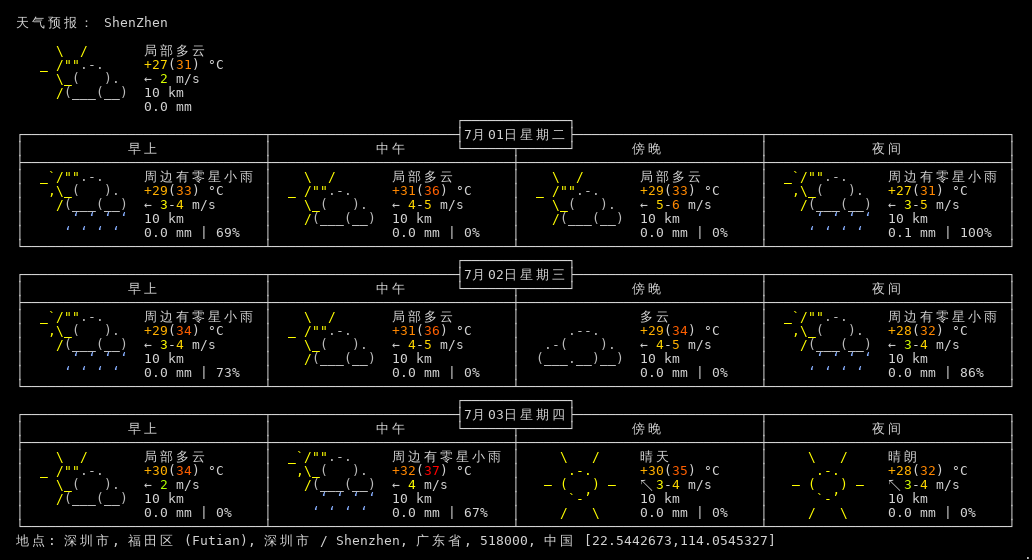 天气预报： ShenZhen
局部多云
+27(31) °C
← 2 m/s
10 km
0.0 mm
7月01日星期二
早上 中午 傍晚 夜间
周边有零星小雨 局部多云 局部多云 周边有零星小雨
+29(33) °C +31(36) °C +29(33) °C +27(31) °C
← 3-4 m/s ← 4-5 m/s ← 5-6 m/s ← 3-5 m/s
10 km 10 km 10 km 10 km
0.0 mm | 69% 0.0 mm | 0% 0.0 mm | 0% 0.1 mm | 100%
7月02日星期三
早上 中午 傍晚 夜间
周边有零星小雨 局部多云 多云 周边有零星小雨
+29(34) °C +31(36) °C +29(34) °C +28(32) °C
← 3-4 m/s ← 4-5 m/s ← 4-5 m/s ← 3-4 m/s
10 km 10 km 10 km 10 km
0.0 mm | 73% 0.0 mm | 0% 0.0 mm | 0% 0.0 mm | 86%
7月03日星期四
早上 中午 傍晚 夜间
局部多云 周边有零星小雨 晴天 晴朗
+30(34) °C +32(37) °C +30(35) °C +28(32) °C
← 2 m/s ← 4 m/s ↖ 3-4 m/s ↖ 3-4 m/s
10 km 10 km 10 km 10 km
0.0 mm | 0% 0.0 mm | 67% 0.0 mm | 0% 0.0 mm | 0%
地点: 深圳市, 福田区 (Futian), 深圳市 / Shenzhen, 广东省, 518000, 中国 [22.5442673,114.0545327]